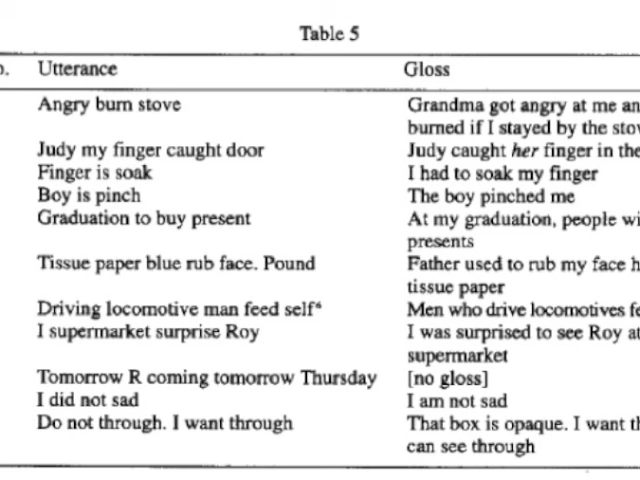 Table 5
Utterance Gloss
Angry burn stove Grandma got angry at me an
burned if I stayed by the stov
Judy my finger caught door Judy caught her finger in the
Finger is soak I had to soak my finger
Boy is pinch The boy pinched me
Graduation to buy present At my graduation, people wi
presents
Tissue paper blue rub face. Pound Father used to rub my face h
tissue paper
Driving locomotive man feed self⁶ Men who drive locomotives fe
I supermarket surprise Roy I was surprised to see Roy at
supermarket
Tomorrow R coming tomorrow Thursday [no gloss]
I did not sad I am not sad
Do not through. I want through That box is opaque. I want th
can see through